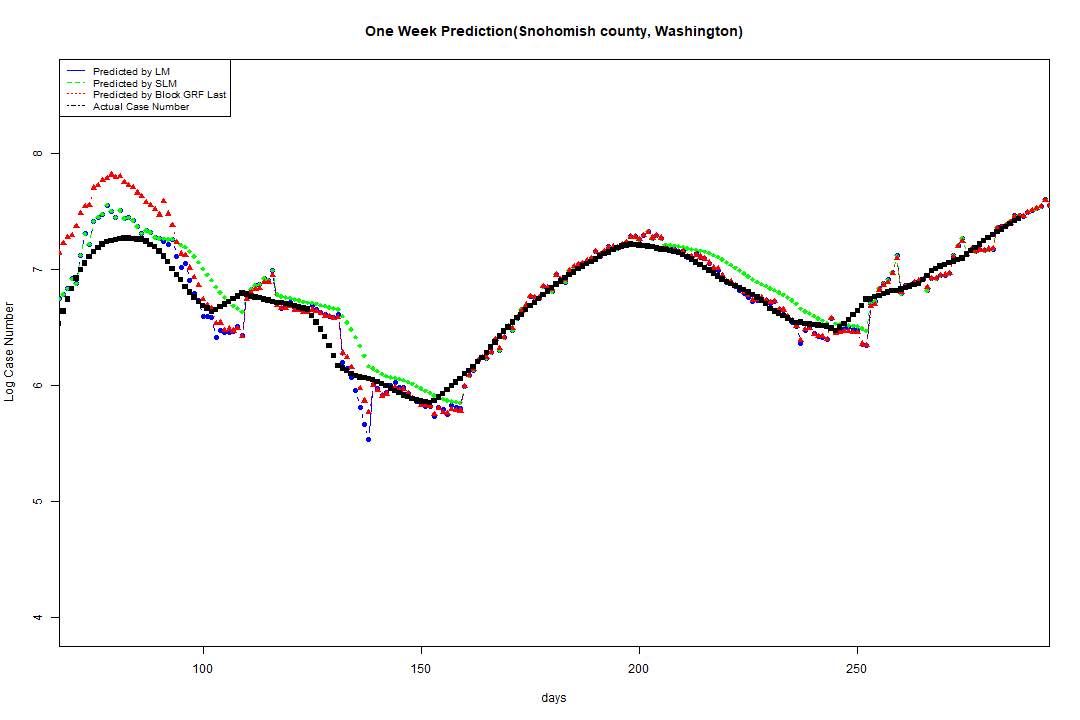 One Week Prediction(Snohomish county, Washington)
Predicted by LM
Predicted by SLM
Predicted by Block GRF Last
Actual Case Number
8
7
6
5
4
Log Case Number
100
150
200
250
days